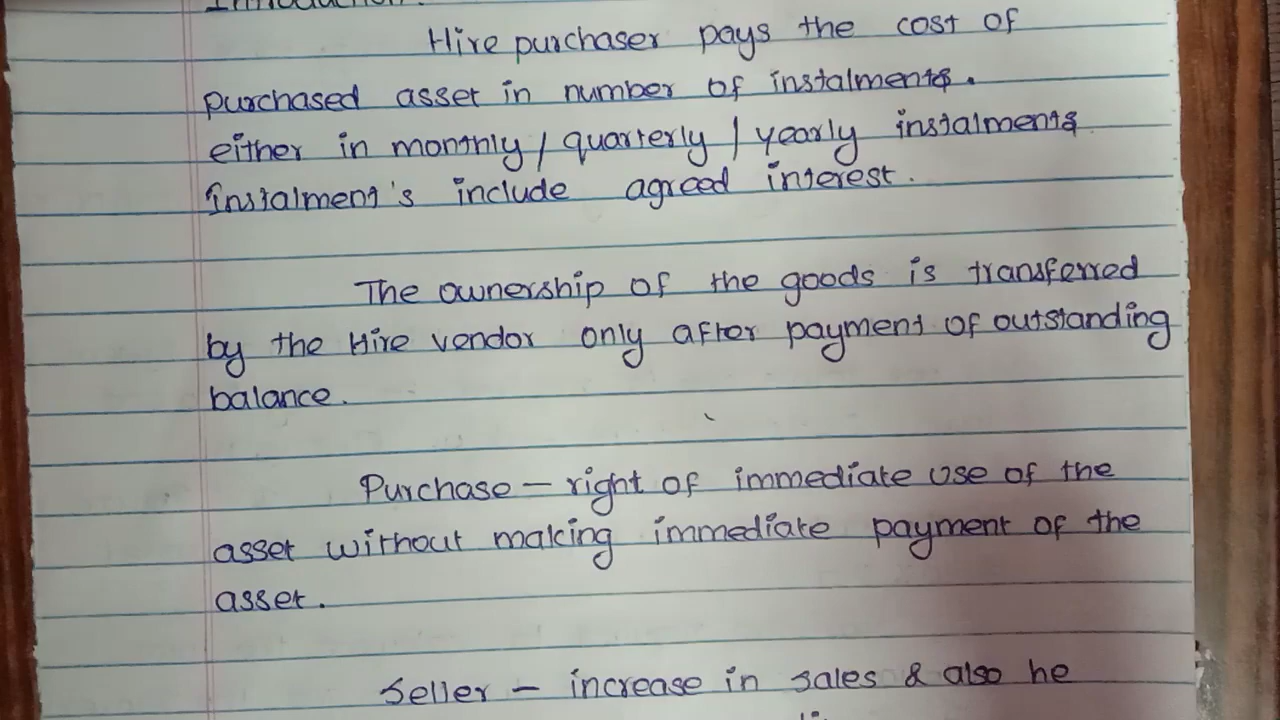 Introduction:
Hire purchaser pays the cost of
purchased asset in number of instalments.
either in monthly / quarterly / yearly instalments
Instalment's include agreed interest.
The ownership of the goods is transferred
by the Hire vendor only after payment of outstanding
balance.
Purchase – right of immediate use of the
asset without making immediate payment of the
asset.
Seller – increase in sales & also he